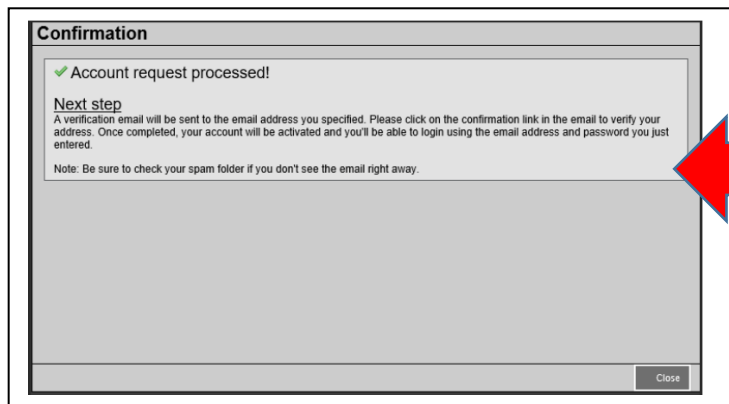 Confirmation
Account request processed!
Next step
A verification email will be sent to the email address you specified. Please click on the confirmation link in the email to verify your
address. Once completed, your account will be activated and you'll be able to login using the email address and password you just
entered.
Note: Be sure to check your spam folder if you don't see the email right away.
Close